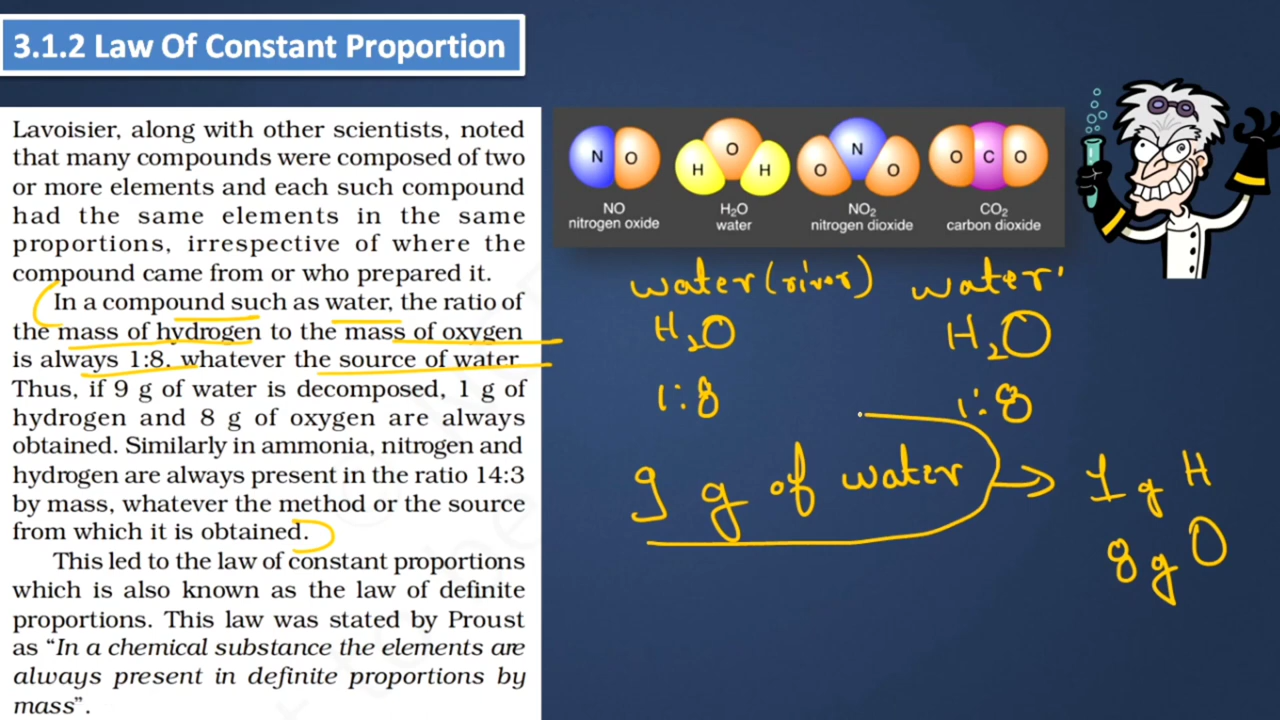 3.1.2 Law Of Constant Proportion
Lavoisier, along with other scientists, noted
that many compounds were composed of two
or more elements and each such compound
had the same elements in the same
proportions, irrespective of where the
compound came from or who prepared it.
In a compound such as water, the ratio of
the mass of hydrogen to the mass of oxygen
is always 1:8, whatever the source of water.
Thus, if 9 g of water is decomposed, 1 g of
hydrogen and 8 g of oxygen are always
obtained. Similarly in ammonia, nitrogen and
hydrogen are always present in the ratio 14:3
by mass, whatever the method or the source
from which it is obtained.
This led to the law of constant proportions
which is also known as the law of definite
proportions. This law was stated by Proust
as “In a chemical substance the elements are
always present in definite proportions by
mass”.
N O
H O H
O N O
O C O
NO
nitrogen oxide
H₂O
water
NO₂
nitrogen dioxide
CO₂
carbon dioxide
water (river) water
H₂O H₂O
1:8 1:8
9 g of water → 1 g H
8 g O